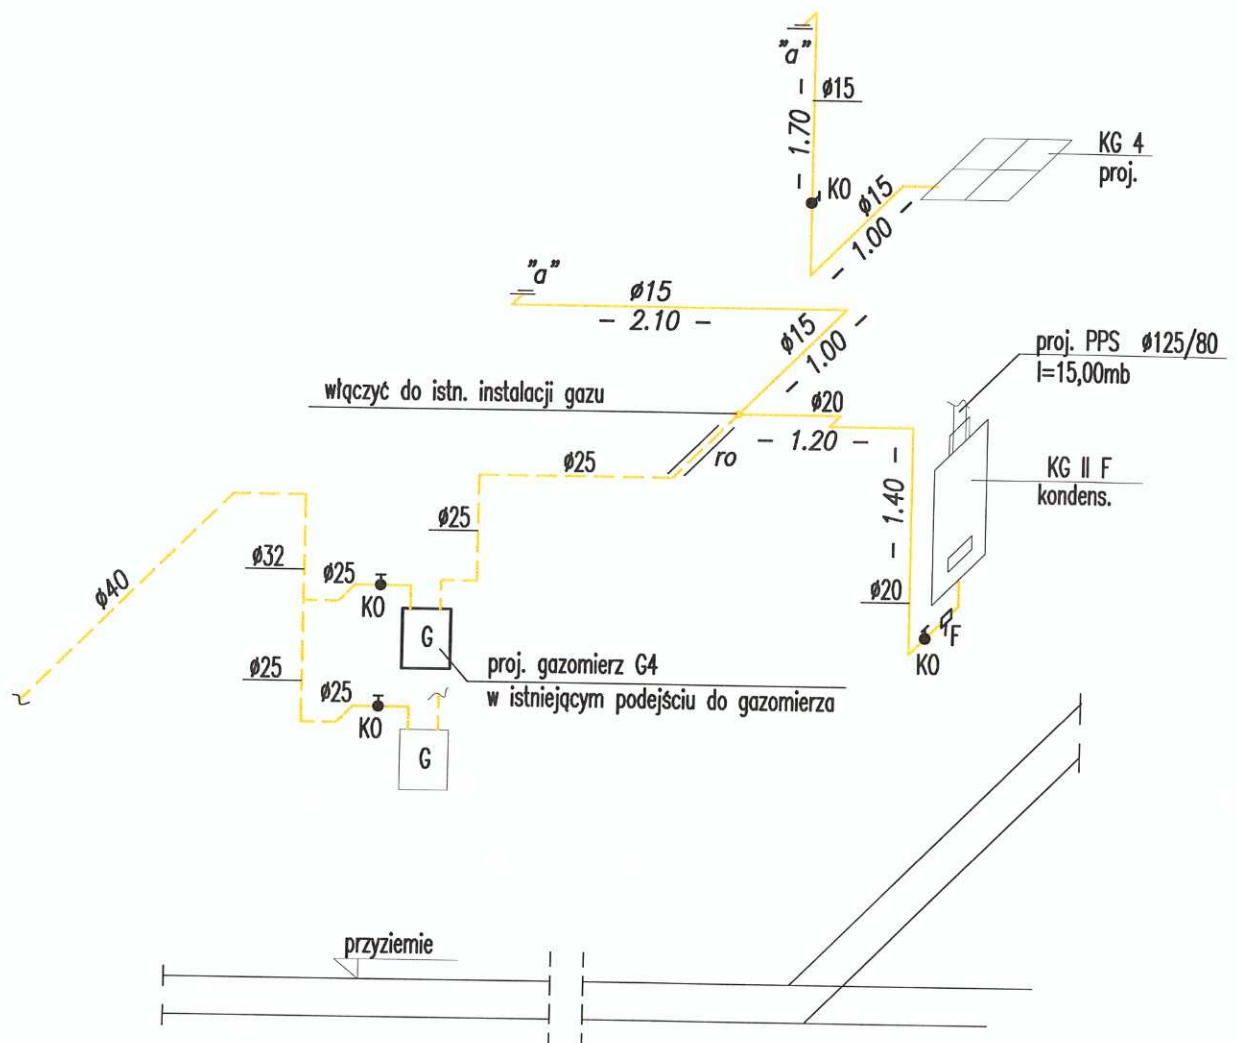 "a"
ø15
- 1.70 -
KO
KG 4
proj.
ø15
- 1.00 -
"a"
ø15
- 2.10 -
ø15
- 1.00 -
proj. PPS ø125/80
l=15,00mb
włączyć do istn. instalacji gazu
ø20
- 1.20 -
ro
ø25
KG II F
kondens.
- 1.40 -
ø25
ø32
ø40
ø25
KO
ø20
F
KO
G
proj. gazomierz G4
w istniejącym podejściu do gazomierza
ø25
ø25
KO
G
przyziemie